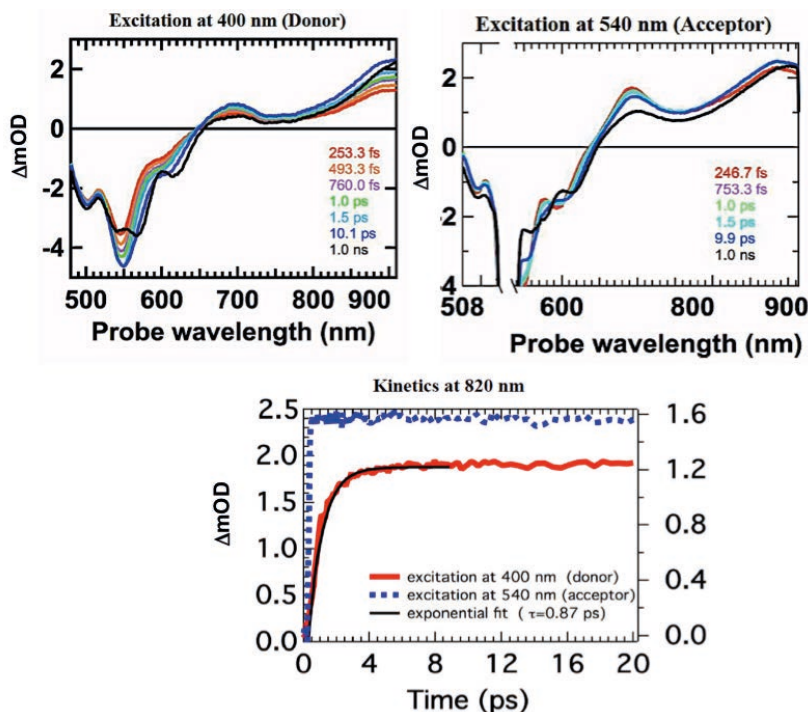 Excitation at 400 nm (Donor)
2
0
-2
-4
ΔmOD
253.3 fs
493.3 fs
760.0 fs
1.0 ps
1.5 ps
10.1 ps
1.0 ns
500 600 700 800 900
Probe wavelength (nm)
Excitation at 540 nm (Acceptor)
2
0
2
4
ΔmOD
246.7 fs
753.3 fs
1.0 ps
1.5 ps
9.9 ps
1.0 ns
508 600 700 800 900
Probe wavelength (nm)
Kinetics at 820 nm
2.5
2.0
1.5
1.0
0.5
0.0
ΔmOD
1.6
1.2
0.8
0.4
0.0
excitation at 400 nm (donor)
excitation at 540 nm (acceptor)
exponential fit ( τ=0.87 ps)
0 4 8 12 16 20
Time (ps)